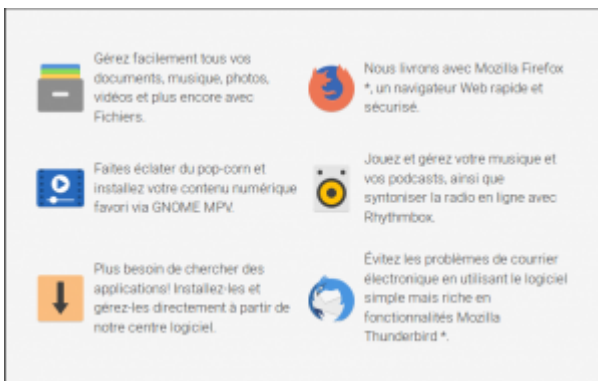 Gérez facilement tous vos
documents, musique, photos,
vidéos et plus encore avec
Fichiers.
Nous livrons avec Mozilla Firefox
*, un navigateur Web rapide et
sécurisé.
Faites éclater du pop-corn et
installez votre contenu numérique
favori via GNOME MPV.
Jouez et gérez votre musique et
vos podcasts, ainsi que
syntoniser la radio en ligne avec
Rhythmbox.
Plus besoin de chercher des
applications! Installez-les et
gérez-les directement à partir de
notre centre logiciel.
Évitez les problèmes de courrier
électronique en utilisant le logiciel
simple mais riche en
fonctionnalités Mozilla
Thunderbird *.